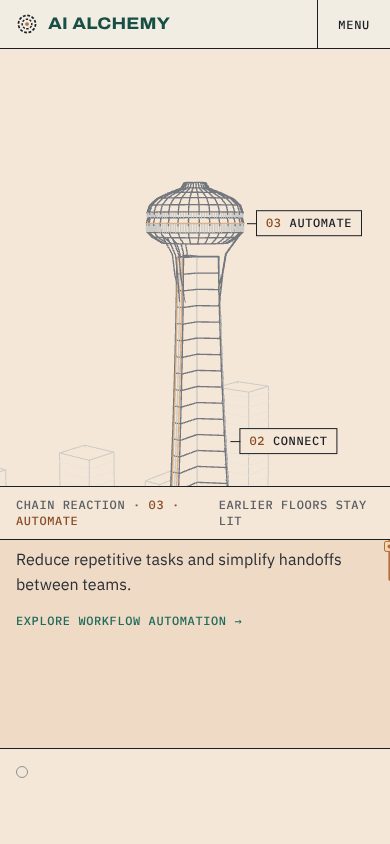 AI ALCHEMY
MENU
03 AUTOMATE
02 CONNECT
CHAIN REACTION · 03 ·
AUTOMATE
EARLIER FLOORS STAY
LIT
Reduce repetitive tasks and simplify handoffs
between teams.
EXPLORE WORKFLOW AUTOMATION →